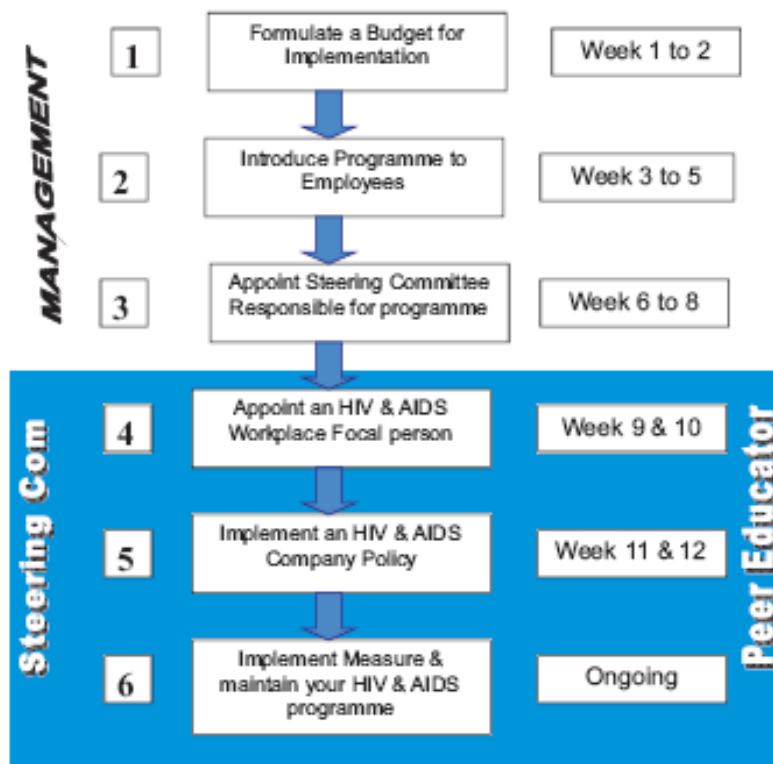 MANAGEMENT
1
Formulate a Budget for
Implementation
Week 1 to 2
2
Introduce Programme to
Employees
Week 3 to 5
3
Appoint Steering Committee
Responsible for programme
Week 6 to 8
Steering Com
4
Appoint an HIV & AIDS
Workplace Focal person
Week 9 & 10
5
Implement an HIV & AIDS
Company Policy
Week 11 & 12
6
Implement Measure &
maintain your HIV & AIDS
programme
Ongoing
Peer Educator